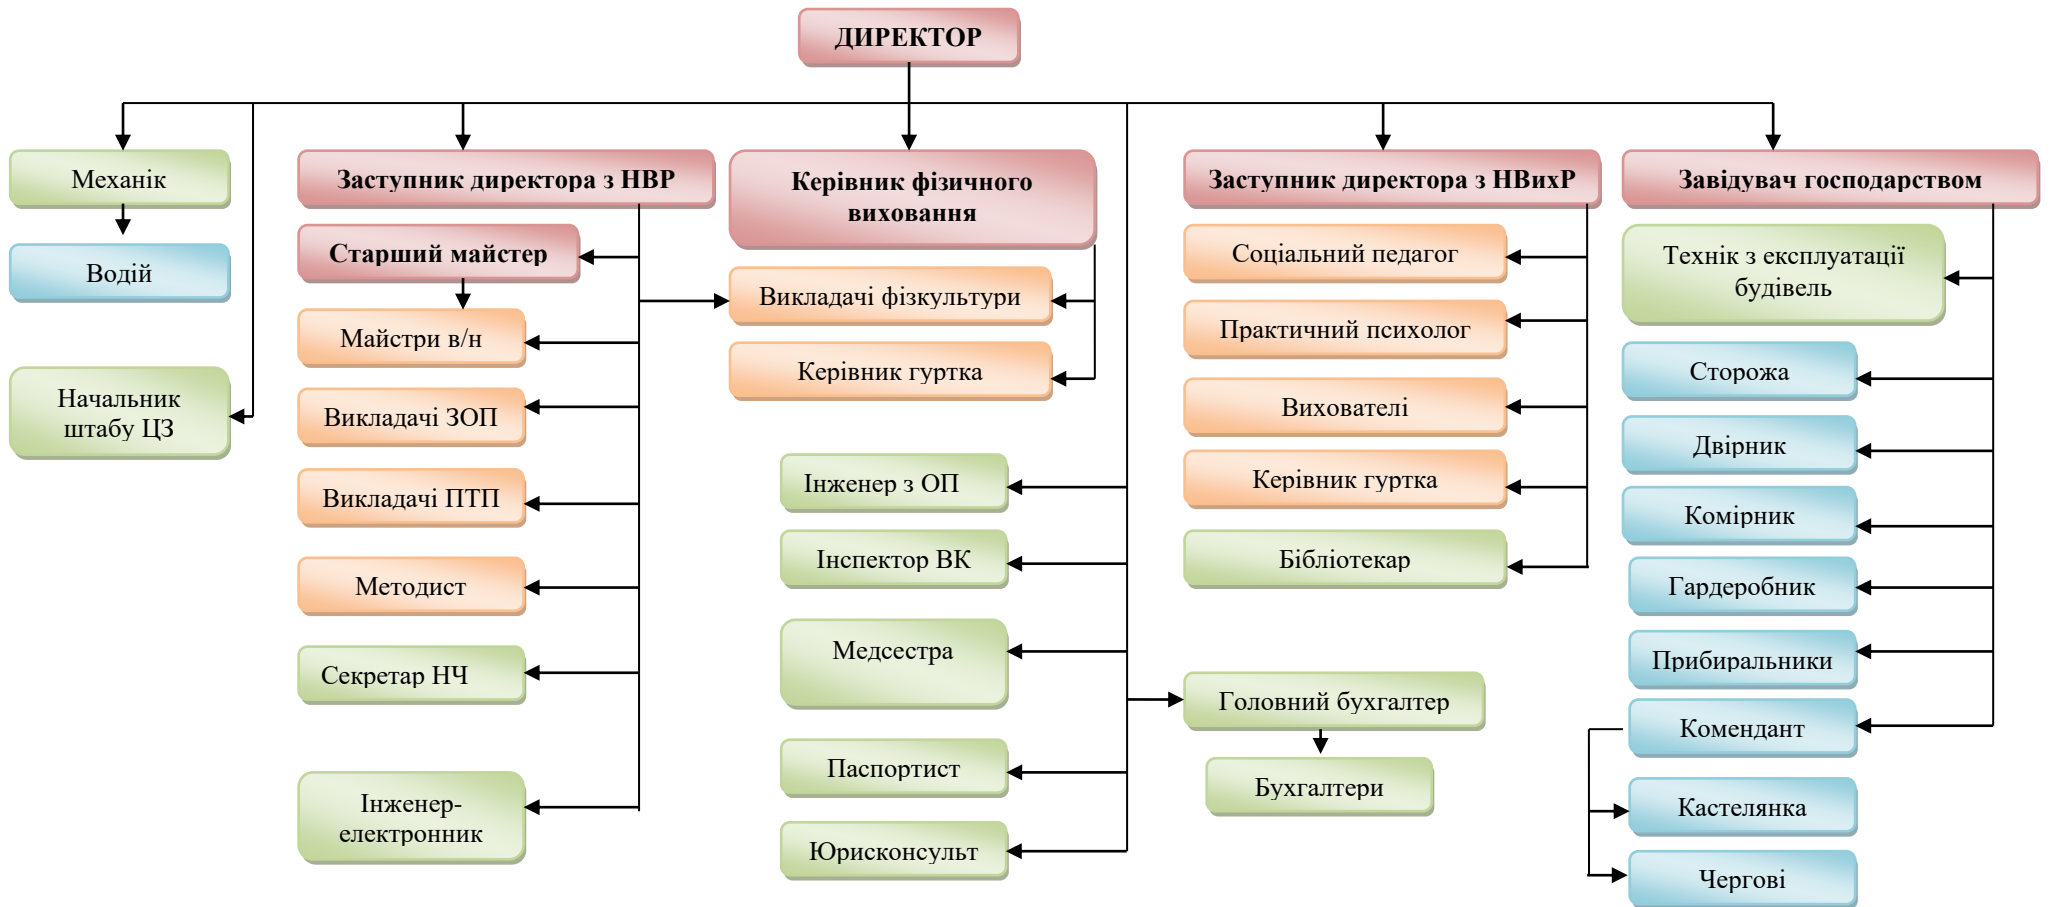 ДИРЕКТОР
Механік
Водій
Начальник
штабу ЦЗ
Заступник директора з НВР
Старший майстер
Майстри в/н
Викладачі ЗОП
Викладачі ПТП
Методист
Секретар НЧ
Інженер-
електронник
Керівник фізичного
виховання
Викладачі фізкультури
Керівник гуртка
Інженер з ОП
Інспектор ВК
Медсестра
Паспортист
Юрисконсульт
Заступник директора з НВихР
Соціальний педагог
Практичний психолог
Вихователі
Керівник гуртка
Бібліотекар
Головний бухгалтер
Бухгалтери
Завідувач господарством
Технік з експлуатації
будівель
Сторожа
Двірник
Комірник
Гардеробник
Прибиральники
Комендант
Кастелянка
Чергові